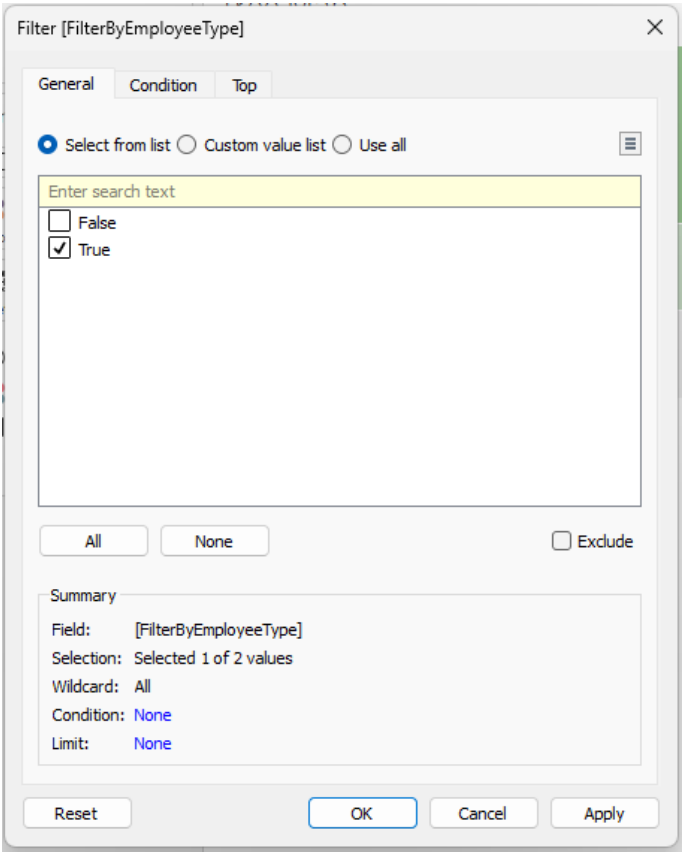 Filter [FilterByEmployeeType]
General Condition Top
Select from list Custom value list Use all
Enter search text
False
True
All None Exclude
Summary
Field: [FilterByEmployeeType]
Selection: Selected 1 of 2 values
Wildcard: All
Condition: None
Limit: None
Reset OK Cancel Apply